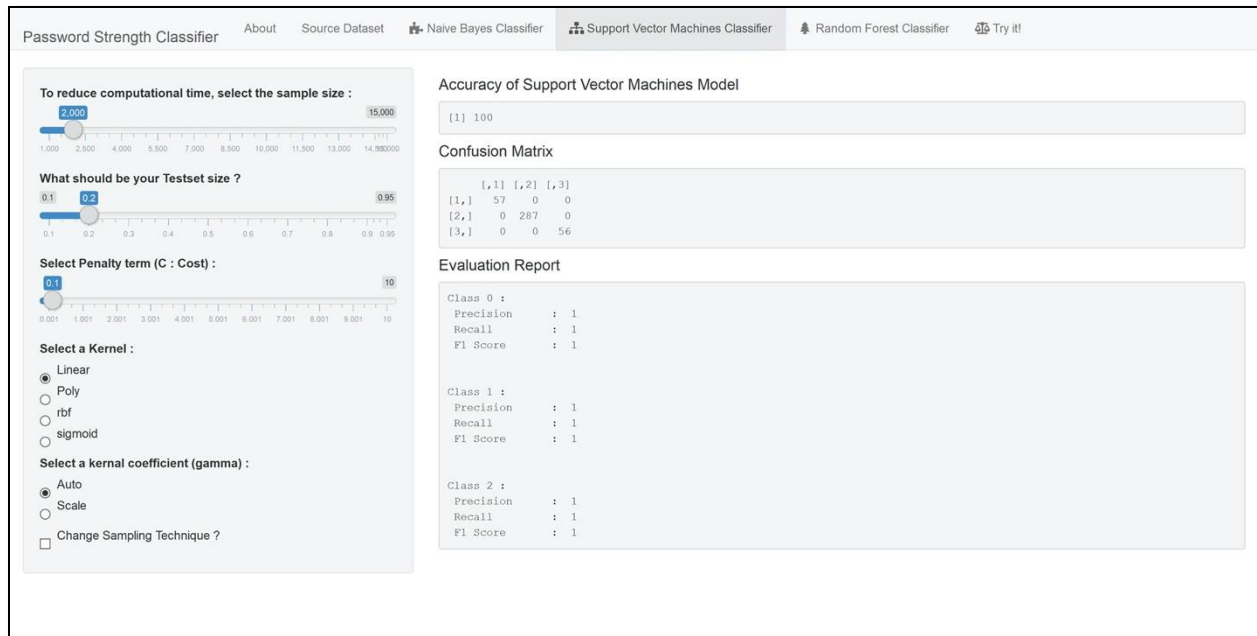 Password Strength Classifier About Source Dataset Naive Bayes Classifier Support Vector Machines Classifier Random Forest Classifier Try it!
To reduce computational time, select the sample size :
2,000 15,000
1,000 2,500 4,000 5,500 7,000 8,500 10,000 11,500 13,000
What should be your Testset size ?
0.1 0.2 0.95
0.1 0.2 0.3 0.4 0.5 0.6 0.7 0.8 0.9 0.95
Select Penalty term (C : Cost) :
0.1 10
0.001 1.001 2.001 3.001 4.001 5.001 6.001 7.001 8.001 9.001 10
Select a Kernel :
Linear
Poly
rbf
sigmoid
Select a kernal coefficient (gamma) :
Auto
Scale
Change Sampling Technique ?
Accuracy of Support Vector Machines Model
[1] 100
Confusion Matrix
[,1] [,2] [,3]
[1,] 57 0 0
[2,] 0 287 0
[3,] 0 0 56
Evaluation Report
Class 0 :
Precision : 1
Recall : 1
F1 Score : 1
Class 1 :
Precision : 1
Recall : 1
F1 Score : 1
Class 2 :
Precision : 1
Recall : 1
F1 Score : 1